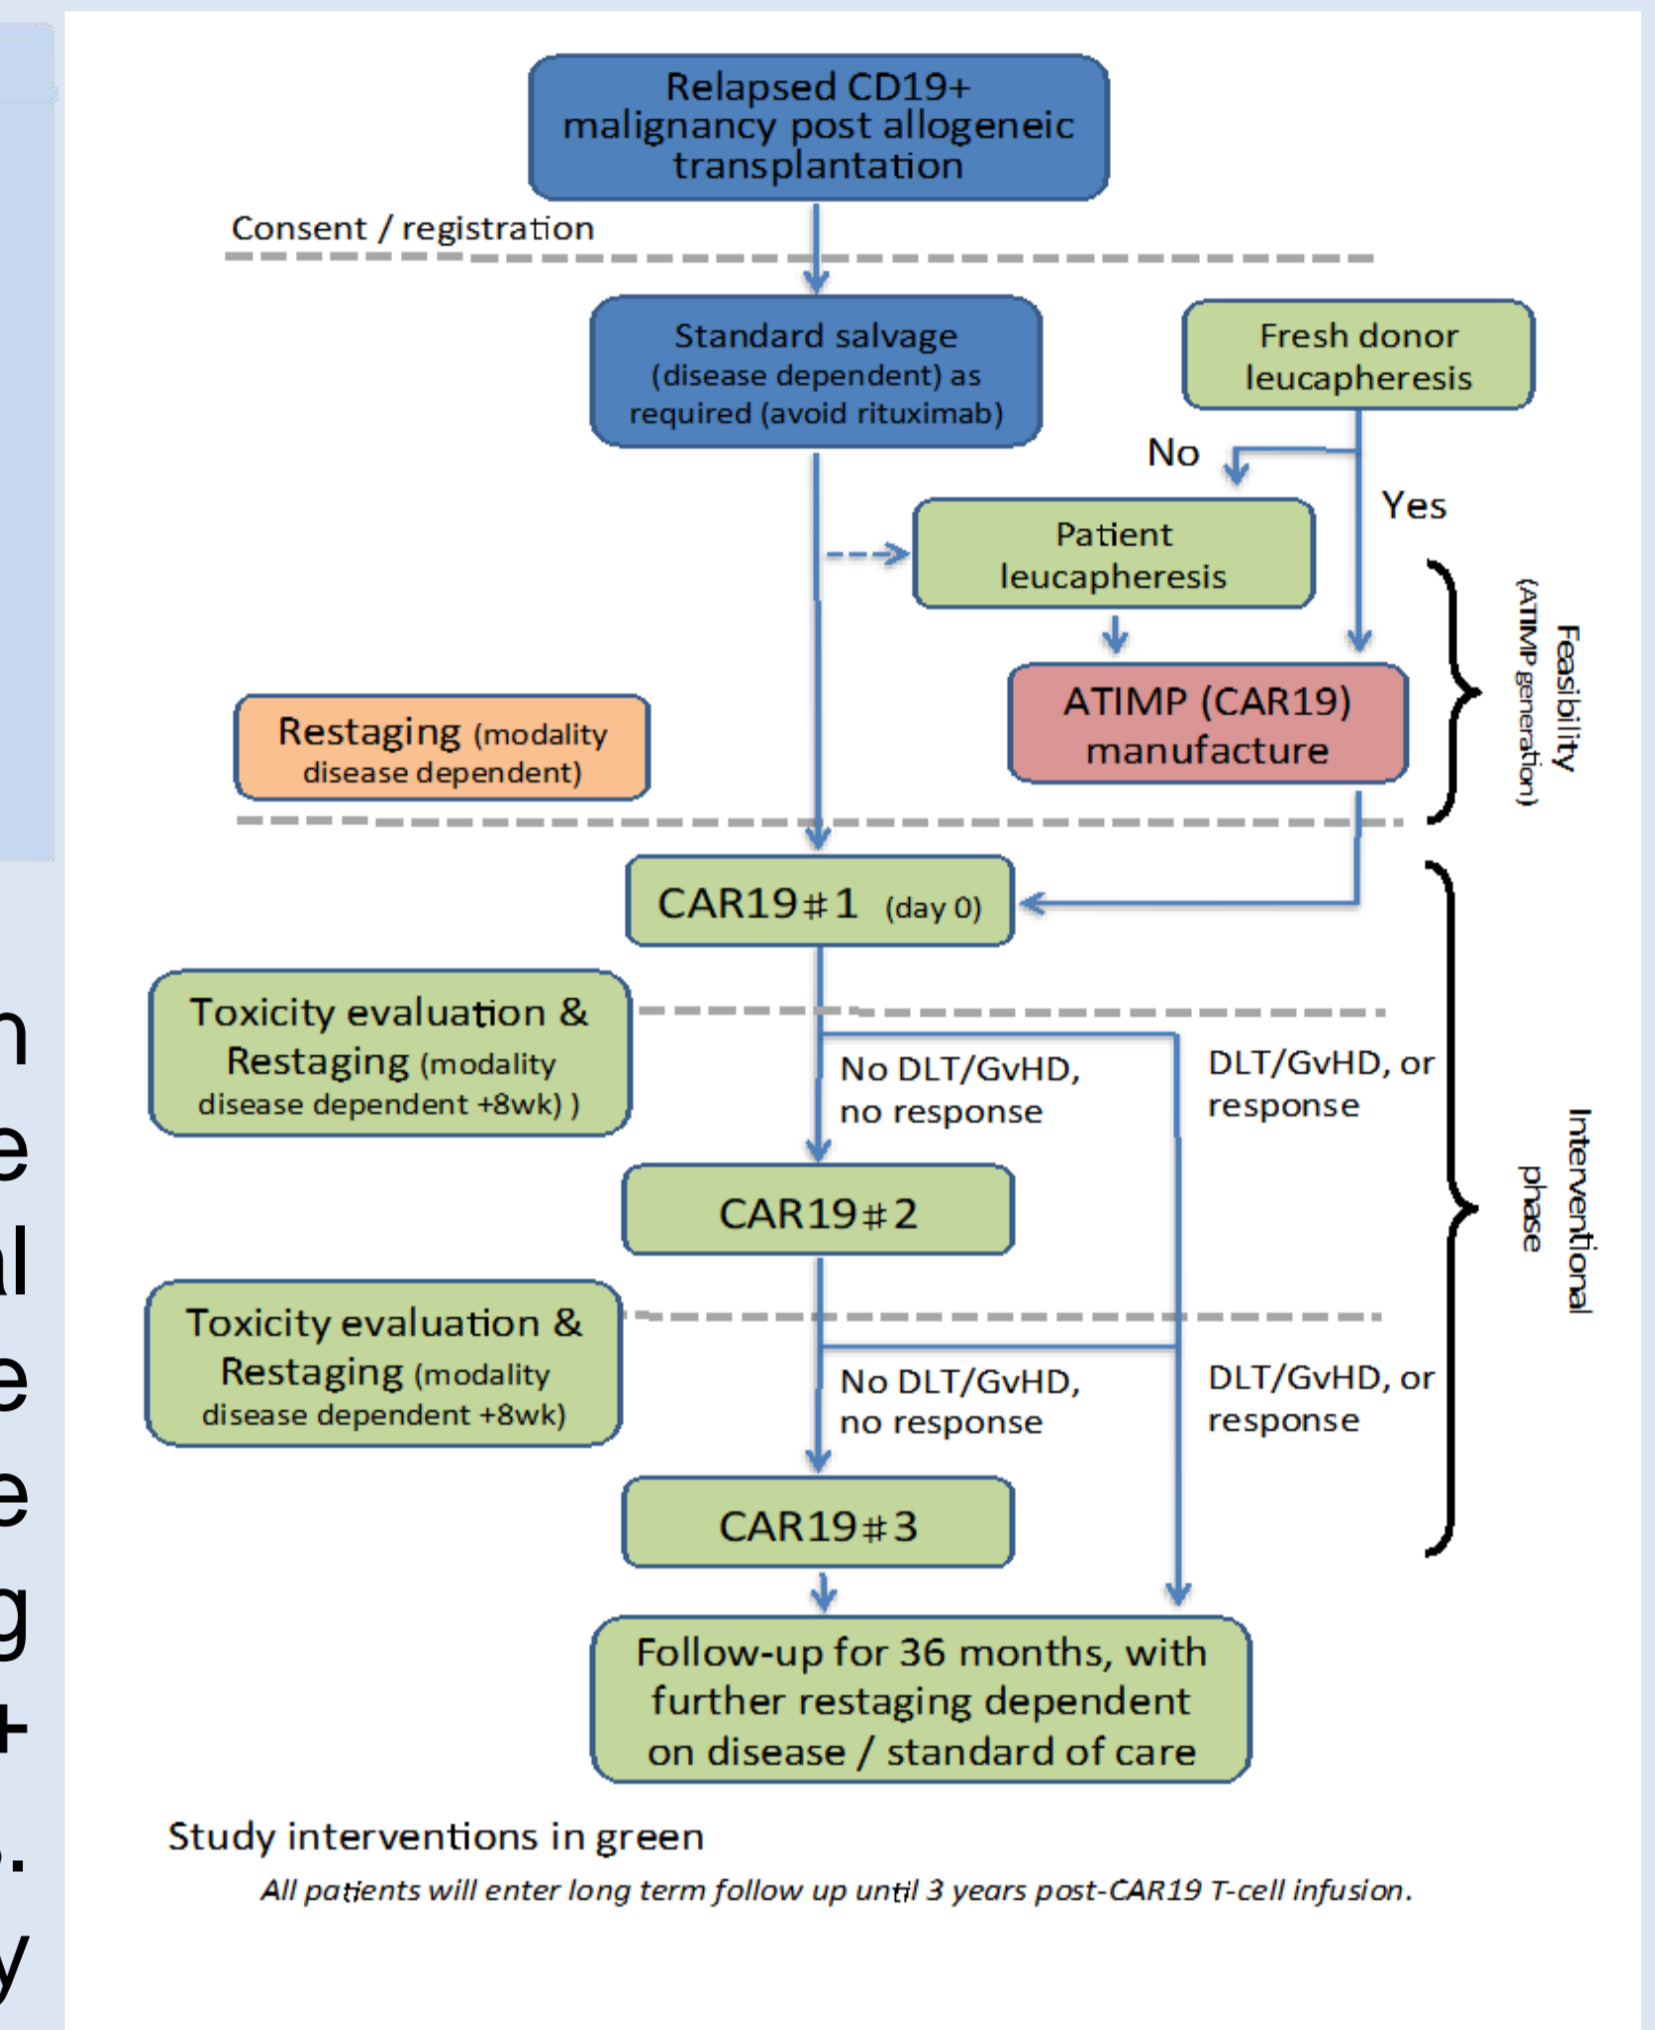 Relapsed CD19+
malignancy post allogeneic
transplantation
Consent / registration
Standard salvage
(disease dependent) as
required (avoid rituximab)
Fresh donor
leucapheresis
No
Yes
Patient
leucapheresis
ATIMP (CAR19)
manufacture
Feasibility
(ATIMP generation)
Restaging (modality
disease dependent)
CAR19#1 (day 0)
Toxicity evaluation &
Restaging (modality
disease dependent +8wk) )
No DLT/GvHD,
no response
DLT/GvHD, or
response
Interventional
phase
CAR19#2
Toxicity evaluation &
Restaging (modality
disease dependent +8wk)
No DLT/GvHD,
no response
DLT/GvHD, or
response
CAR19#3
Follow-up for 36 months, with
further restaging dependent
on disease / standard of care
Study interventions in green
All patients will enter long term follow up until 3 years post-CAR19 T-cell infusion.